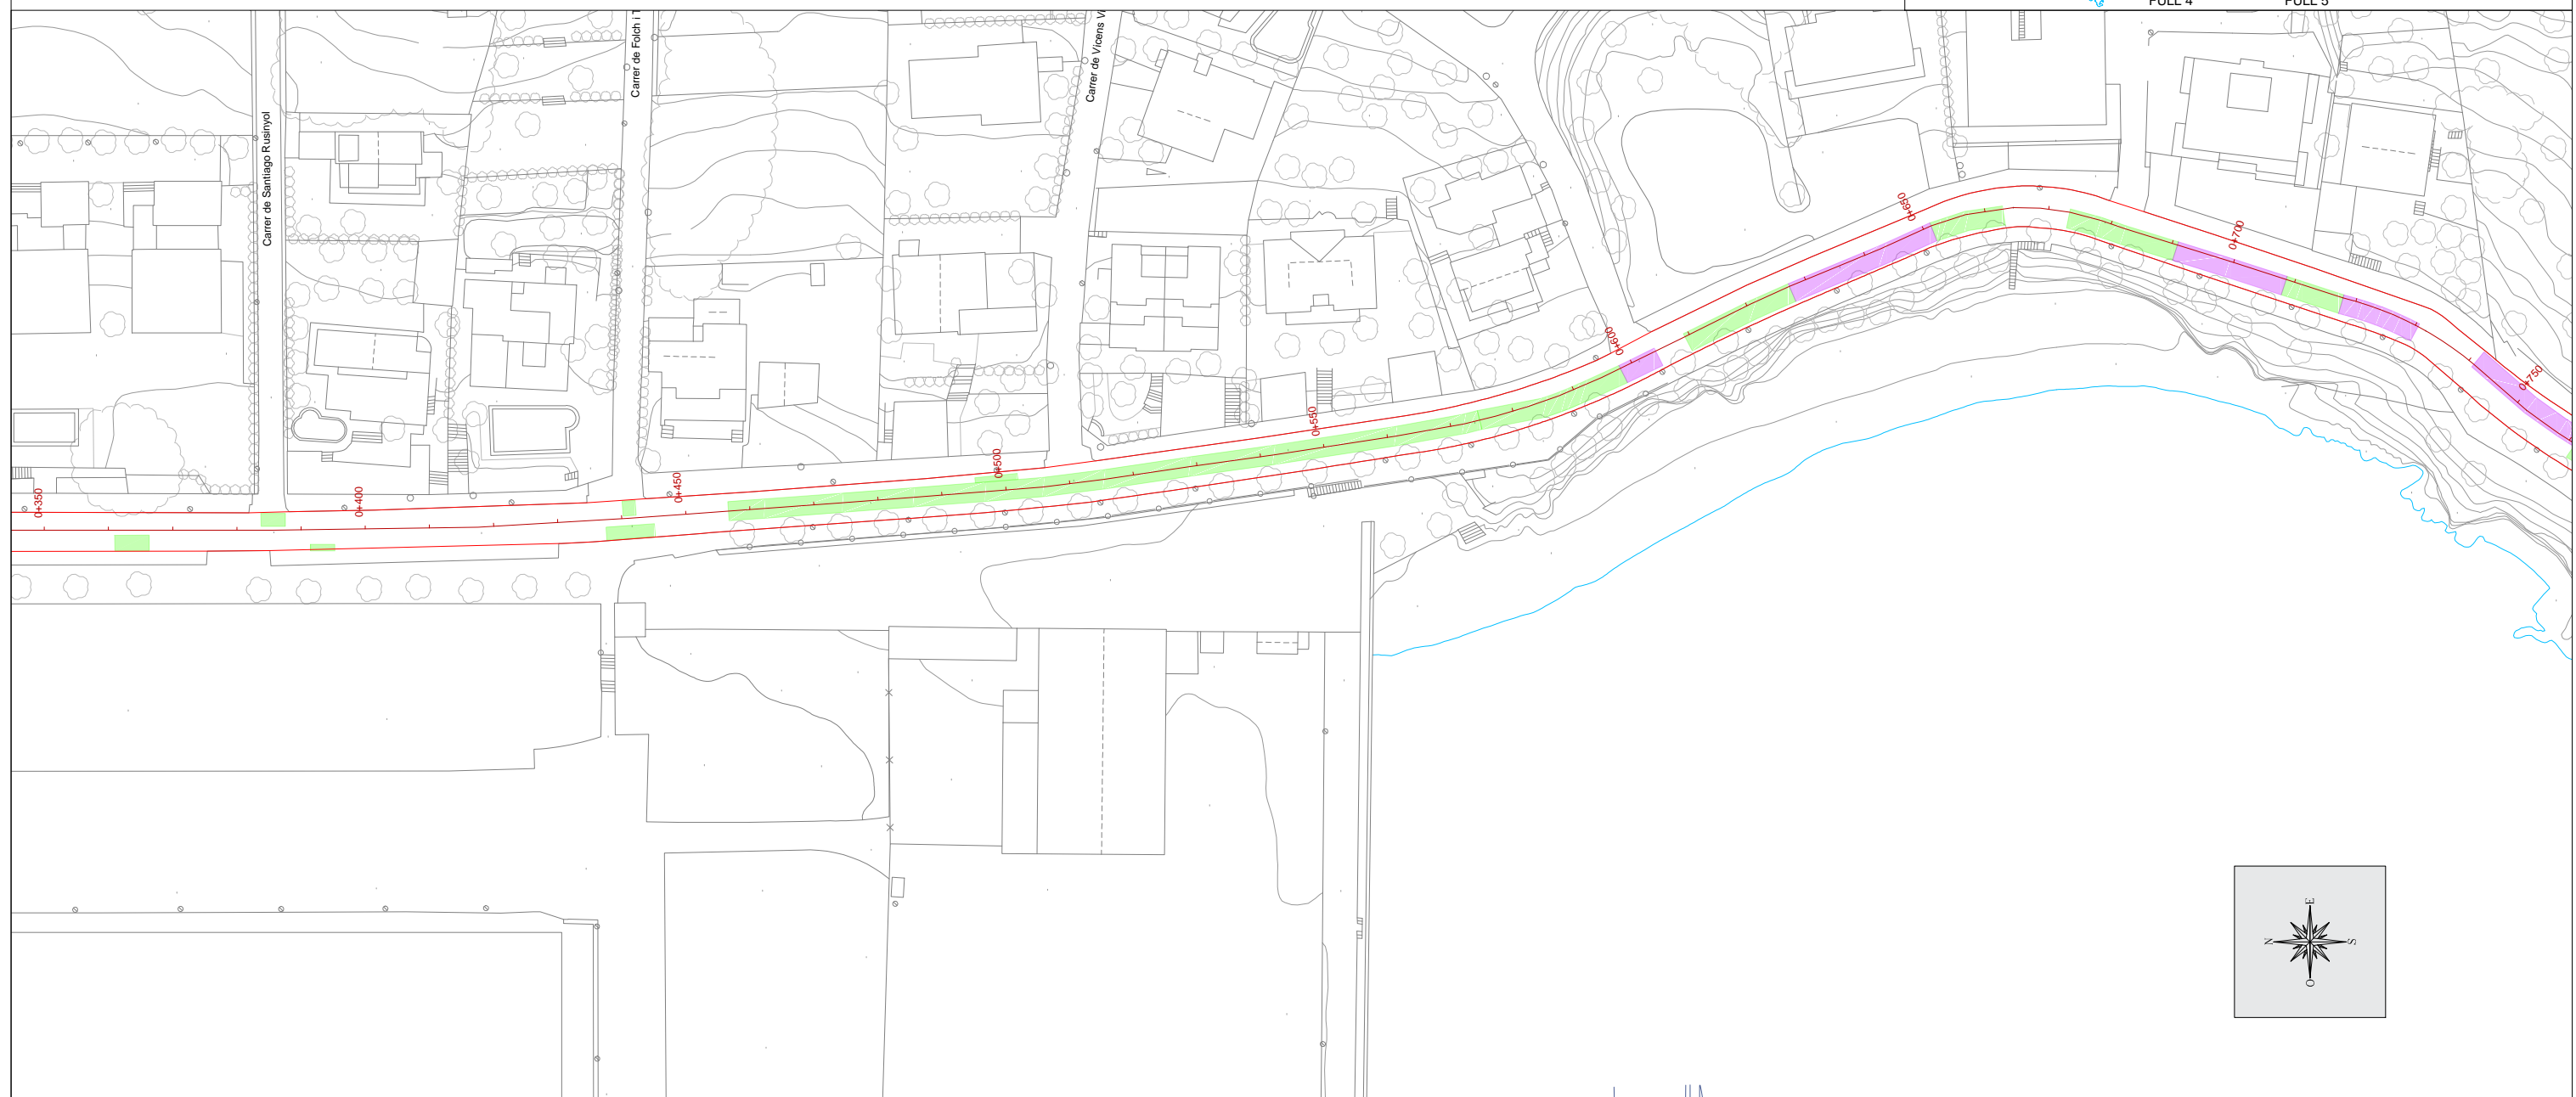 FULL 4 FULL 5
Carrer de Santiago Rusinyol
Carrer de Folch i T
Carrer de Vicens Vi
0+350
0+400
0+450
0+500
0+550
0+600
0+650
0+700
0+750
E
N S
O